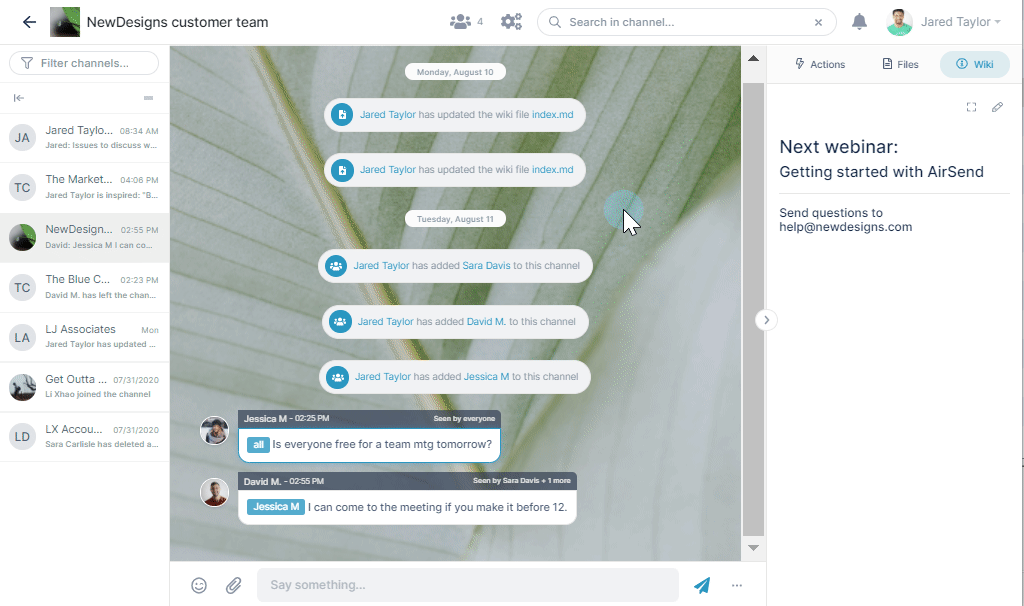 NewDesigns customer team
4
Search in channel...
Jared Taylor
Filter channels...
JA
Jared Taylo...
08:34 AM
Jared: Issues to discuss w...
TC
The Market...
04:06 PM
Jared Taylor is inspired: "B...
NewDesign...
02:55 PM
David: Jessica M I can co...
TC
The Blue C...
02:23 PM
David M. has left the chan...
LA
LJ Associates
Mon
Jared Taylor has updated ...
Get Outta ...
07/31/2020
Li Xhao joined the channel
LD
LX Accou...
07/31/2020
Sara Carlisle has deleted a...
Monday, August 10
Jared Taylor has updated the wiki file index.md
Jared Taylor has updated the wiki file index.md
Tuesday, August 11
Jared Taylor has added Sara Davis to this channel
Jared Taylor has added David M. to this channel
Jared Taylor has added Jessica M to this channel
Jessica M - 02:25 PM
Seen by everyone
all Is everyone free for a team mtg tomorrow?
David M. - 02:55 PM
Seen by Sara Davis + 1 more
Jessica M I can come to the meeting if you make it before 12.
Say something...
Actions
Files
Wiki
Next webinar:
Getting started with AirSend
Send questions to
help@newdesigns.com